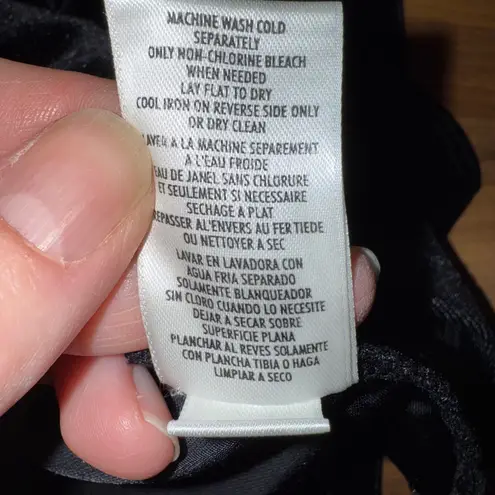 MACHINE WASH COLD
SEPARATELY
ONLY NON-CHLORINE BLEACH
WHEN NEEDED
LAY FLAT TO DRY
COOL IRON ON REVERSE SIDE ONLY
OR DRY CLEAN
LAVER A LA MACHINE SEPAREMENT
A L'EAU FROIDE
EAU DE JANEL SANS CHLGRURE
ET SEULEMENT SI NECESSAIRE
SECHAGE A PLAT
REPASSER AL'ENVERS AU FER TIEDE
OU NETTOYER A SEC
LAVAR EN LAVADORA CON
AGUA FRIA SEPARADO
SOLAMENTE BLANQUEADOR
SIN CLORO CUANDO LO NECESITE
DEJAR A SECAR SOBRE
SUPERFICIE PLANA
PLANCHAR AL REVES SOLAMENTE
CON PLANCHA TIBIA O HAGA
LIMPIAR A SECO